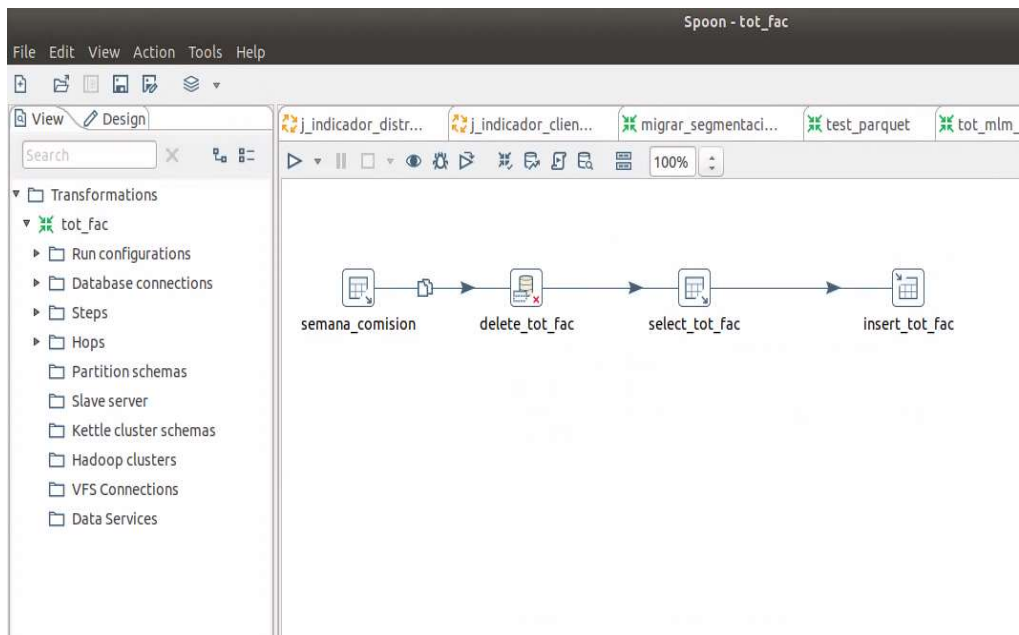 Spoon - tot_fac
File Edit View Action Tools Help
View Design
Search
Transformations
tot_fac
Run configurations
Database connections
Steps
Hops
Partition schemas
Slave server
Kettle cluster schemas
Hadoop clusters
VFS Connections
Data Services
j_indicador_distr... j_indicador_clien... migrar_segmentaci... test_parquet tot_mlm_
100%
semana_comision delete_tot_fac select_tot_fac insert_tot_fac